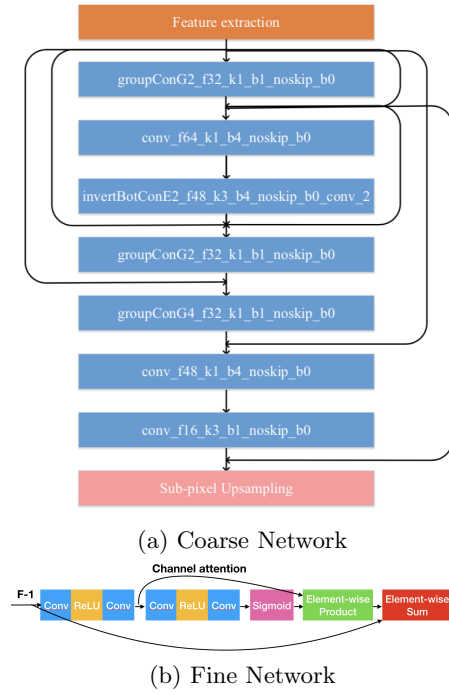 Feature extraction
groupConG2_f32_k1_b1_noskip_b0
conv_f64_k1_b4_noskip_b0
invertBotConE2_f48_k3_b4_noskip_b0_conv_2
groupConG2_f32_k1_b1_noskip_b0
groupConG4_f32_k1_b1_noskip_b0
conv_f48_k1_b4_noskip_b0
conv_f16_k3_b1_noskip_b0
Sub-pixel Upsampling
(a) Coarse Network
Channel attention
F-1
Conv ReLU Conv Conv ReLU Conv Sigmoid Element-wise Product Element-wise Sum
(b) Fine Network